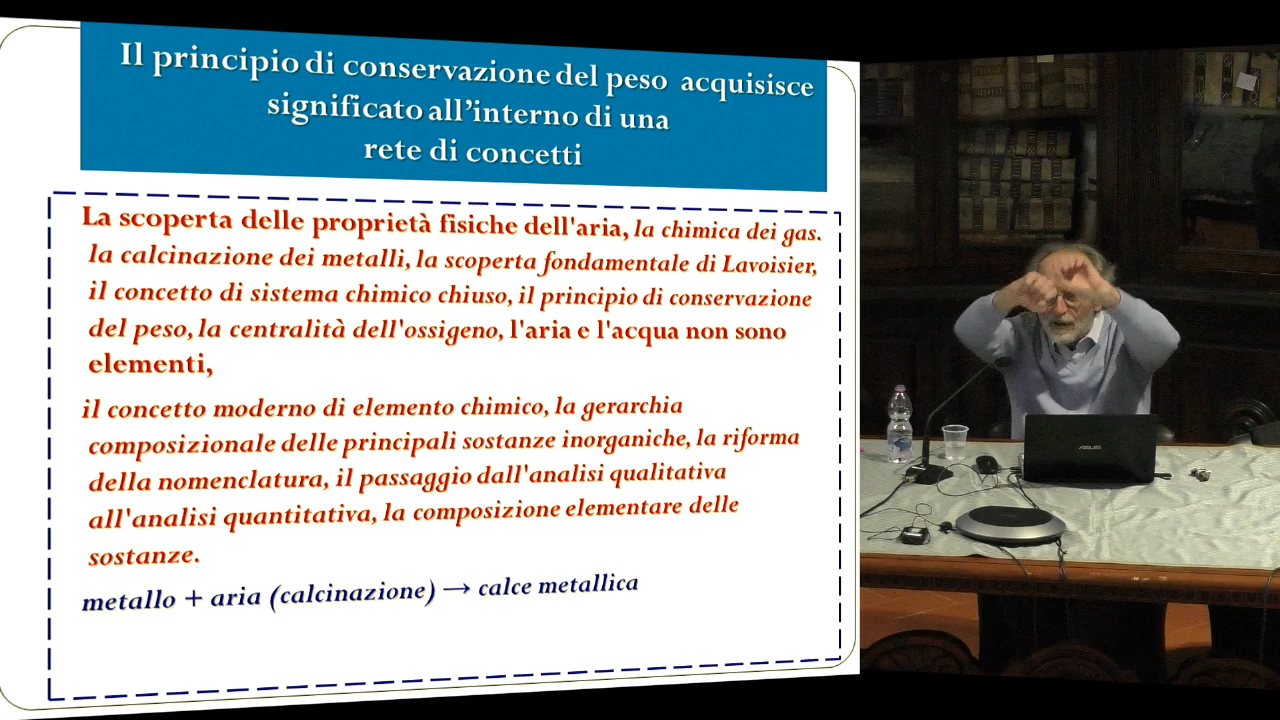 Il principio di conservazione del peso acquisisce
significato all'interno di una
rete di concetti
La scoperta delle proprietà fisiche dell'aria, la chimica dei gas.
la calcinazione dei metalli, la scoperta fondamentale di Lavoisier,
il concetto di sistema chimico chiuso, il principio di conservazione
del peso, la centralità dell'ossigeno, l'aria e l'acqua non sono
elementi,
il concetto moderno di elemento chimico, la gerarchia
composizionale delle principali sostanze inorganiche, la riforma
della nomenclatura, il passaggio dall'analisi qualitativa
all'analisi quantitativa, la composizione elementare delle
sostanze.
metallo + aria (calcinazione) → calce metallica
ASUS